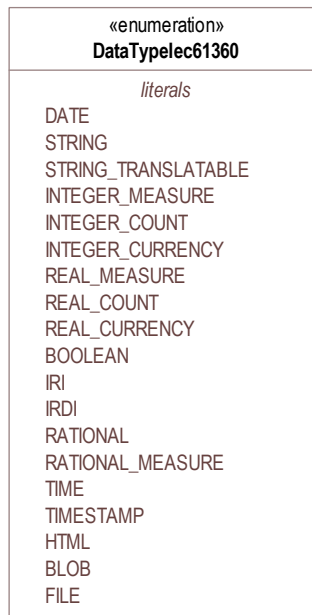 «enumeration»
DataTypeIec61360
literals
DATE
STRING
STRING_TRANSLATABLE
INTEGER_MEASURE
INTEGER_COUNT
INTEGER_CURRENCY
REAL_MEASURE
REAL_COUNT
REAL_CURRENCY
BOOLEAN
IRI
IRDI
RATIONAL
RATIONAL_MEASURE
TIME
TIMESTAMP
HTML
BLOB
FILE